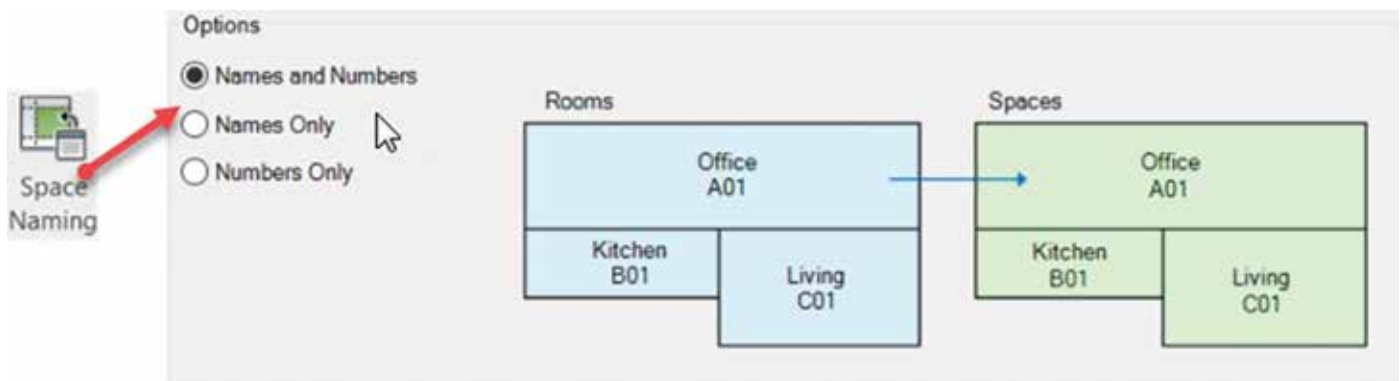 Options
Names and Numbers
Names Only
Numbers Only
Space
Naming
Rooms
Office
A01
Kitchen
B01
Living
C01
Spaces
Office
A01
Kitchen
B01
Living
C01